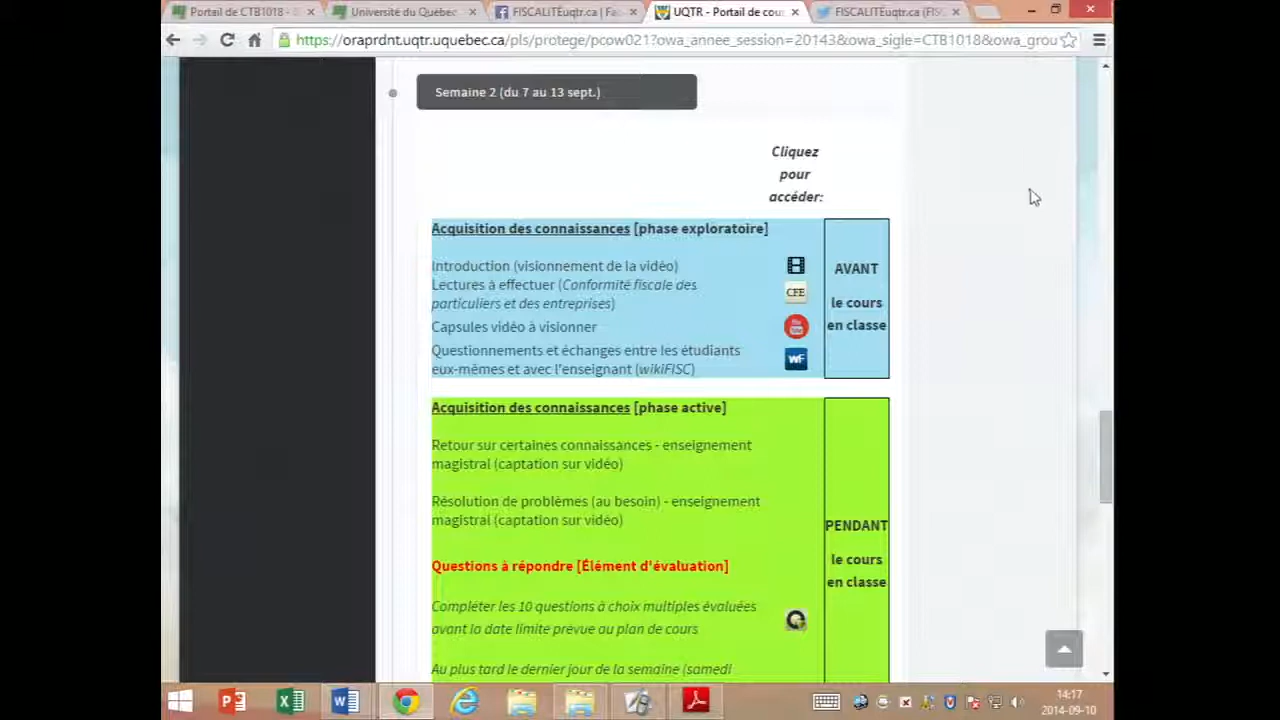 Portail de CTB1018 -
Université du Québec
FISCALiTÉuqtr.ca | Fac
UQTR - Portail de cou
FISCALiTÉuqtr.ca (FIS
https://oraprdnt.uqtr.uquebec.ca/pls/protege/pcow021?owa_annee_session=20143&owa_sigle=CTB1018&owa_grou
Semaine 2 (du 7 au 13 sept.)
Cliquez
pour
accéder:
Acquisition des connaissances [phase exploratoire]
Introduction (visionnement de la vidéo)
Lectures à effectuer (Conformité fiscale des
particuliers et des entreprises)
CFE
Capsules vidéo à visionner
Questionnements et échanges entre les étudiants
eux-mêmes et avec l'enseignant (wikiFISC)
WF
AVANT
le cours
en classe
Acquisition des connaissances [phase active]
Retour sur certaines connaissances - enseignement
magistral (captation sur vidéo)
Résolution de problèmes (au besoin) - enseignement
magistral (captation sur vidéo)
Questions à répondre [Élément d'évaluation]
Compléter les 10 questions à choix multiples évaluées
avant la date limite prévue au plan de cours
Au plus tard le dernier jour de la semaine (samedi
PENDANT
le cours
en classe
14:17
2014-09-10